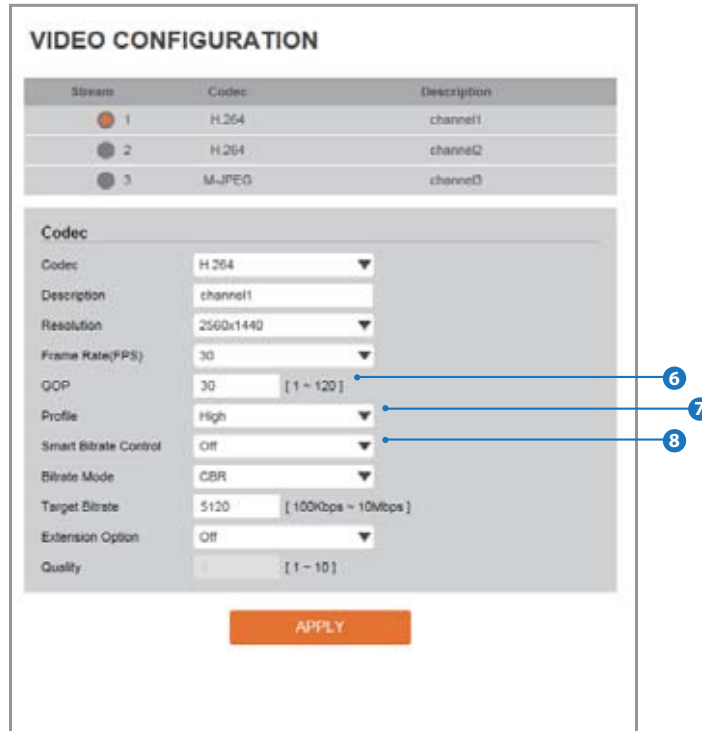 VIDEO CONFIGURATION
Stream Codec Description
1 H.264 channel1
2 H.264 channel2
3 M-JPEG channel3
Codec
Codec H.264
Description channel1
Resolution 2560x1440
Frame Rate(FPS) 30
GOP 30 [ 1 ~ 120 ] 6
Profile High 7
Smart Bitrate Control Off 8
Bitrate Mode CBR
Target Bitrate 5120 [ 100Kbps ~ 10Mbps ]
Extension Option Off
Quality [ 1 ~ 10 ]
APPLY